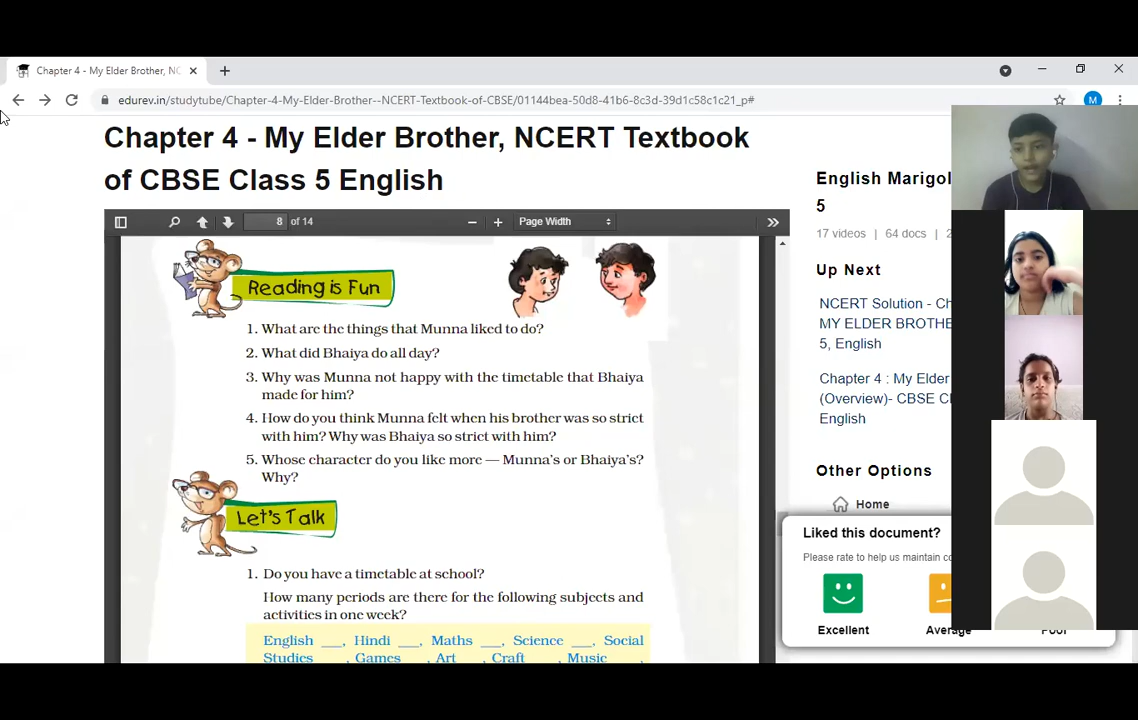 Chapter 4 - My Elder Brother, NC
edurev.in/studytube/Chapter-4-My-Elder-Brother--NCERT-Textbook-of-CBSE/01144bea-50d8-41b6-8c3d-39d1c58c1c21_p#
M
Chapter 4 - My Elder Brother, NCERT Textbook
of CBSE Class 5 English
8 of 14
Page Width
Reading is Fun
1. What are the things that Munna liked to do?
2. What did Bhaiya do all day?
3. Why was Munna not happy with the timetable that Bhaiya
made for him?
4. How do you think Munna felt when his brother was so strict
with him? Why was Bhaiya so strict with him?
5. Whose character do you like more — Munna's or Bhaiya's?
Why?
Let's Talk
1. Do you have a timetable at school?
How many periods are there for the following subjects and
activities in one week?
English ___, Hindi ___, Maths ___, Science ___, Social
Studies , Games , Art , Craft , Music ,
English Marigol
5
17 videos | 64 docs | 2
Up Next
NCERT Solution - Ch
MY ELDER BROTHE
5, English
Chapter 4 : My Elder
(Overview)- CBSE Cl
English
Other Options
Home
Liked this document?
Please rate to help us maintain co
Excellent
Average
Poor